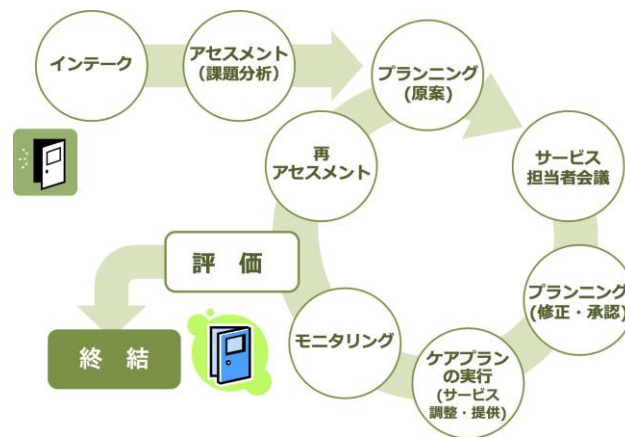 インテーク
アセスメント
（課題分析）
プランニング
(原案)
サービス
担当者会議
プランニング
(修正・承認)
ケアプラン
の実行
(サービス
調整・提供)
モニタリング
再
アセスメント
評 価
終 結